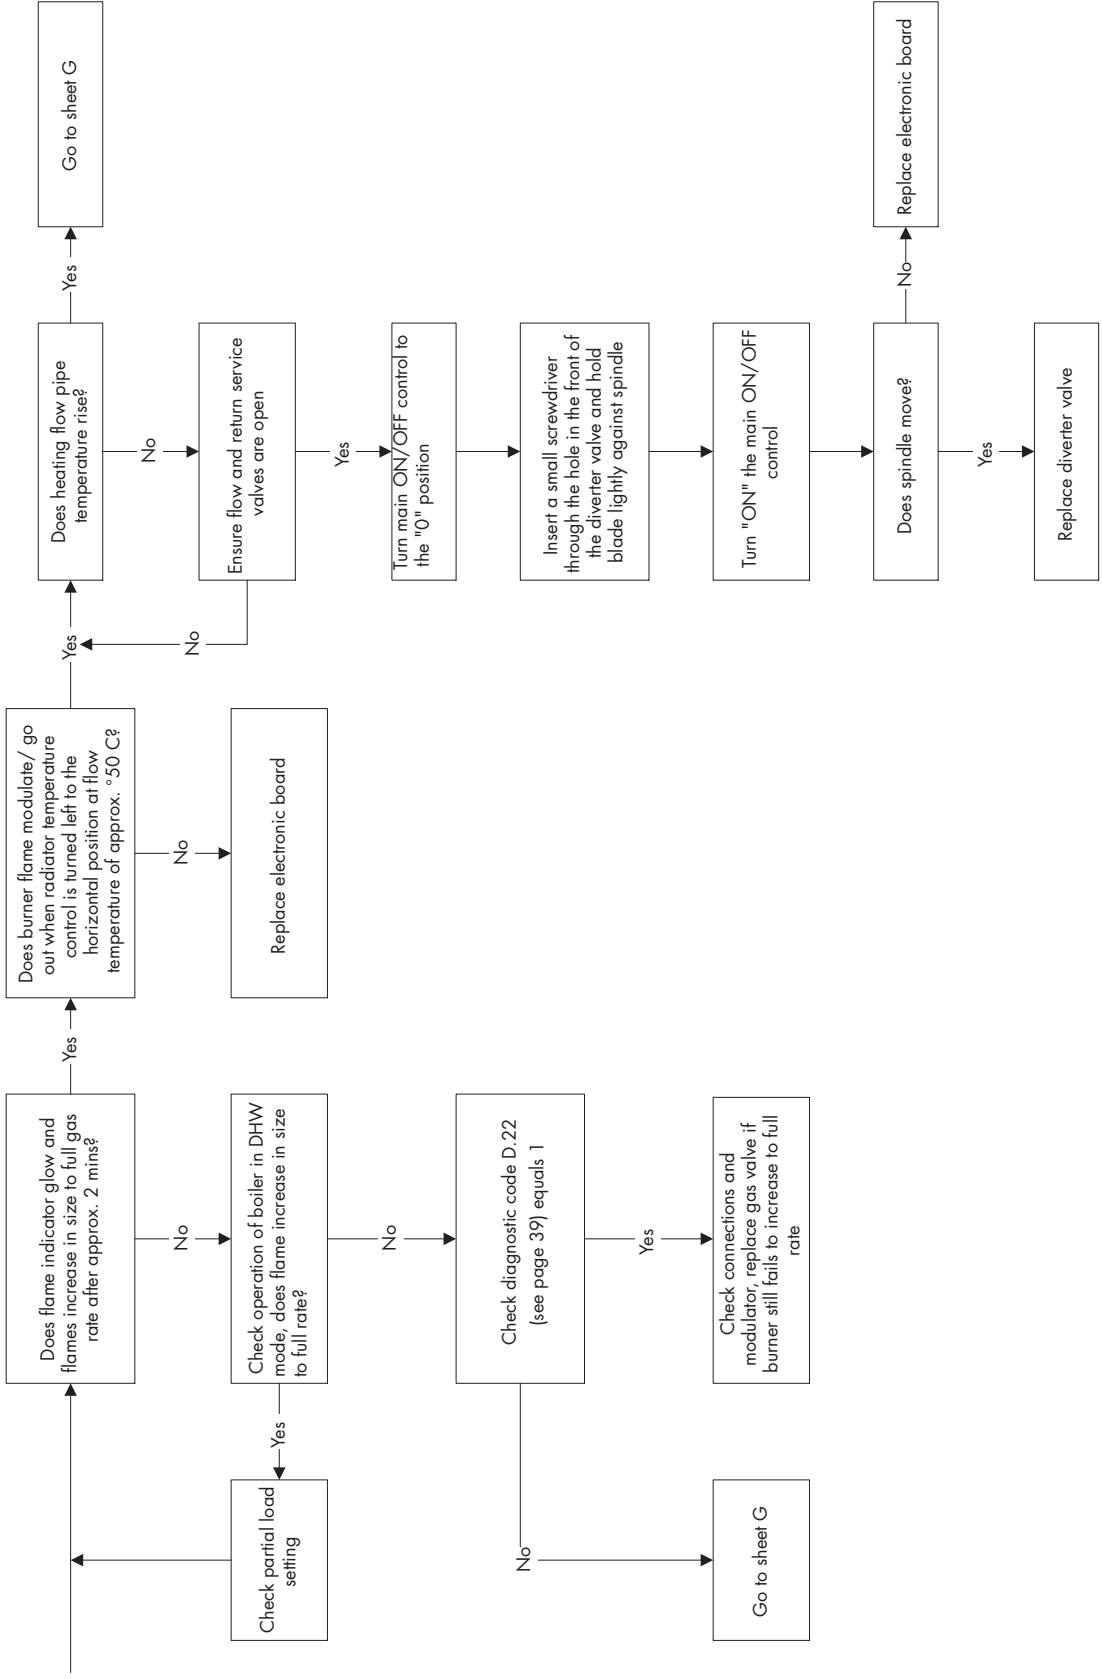 Does flame indicator glow and
flames increase in size to full gas
rate after approx. 2 mins?
Yes
No
Check operation of boiler in DHW
mode, does flame increase in size
to full rate?
Yes
Check partial load
setting
No
Check diagnostic code D.22
(see page 39) equals 1
No
Go to sheet G
Yes
Check connections and
modulator, replace gas valve if
burner still fails to increase to full
rate
Does burner flame modulate/ go
out when radiator temperature
control is turned left to the
horizontal position at flow
temperature of approx. °50 C?
Yes
No
Replace electronic board
Does heating flow pipe
temperature rise?
Yes
Go to sheet G
No
Ensure flow and return service
valves are open
No
Yes
Turn main ON/OFF control to
the "0" position
Insert a small screwdriver
through the hole in the front of
the diverter valve and hold
blade lightly against spindle
Turn "ON" the main ON/OFF
control
Does spindle move?
No
Replace electronic board
Yes
Replace diverter valve